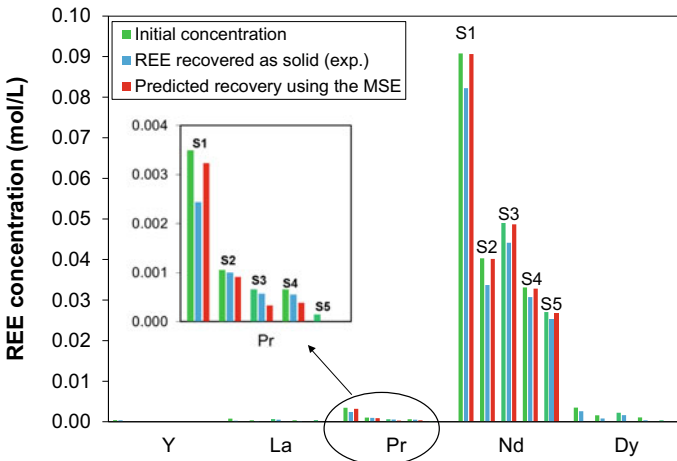 REE concentration (mol/L)
0.10
0.09
0.08
0.07
0.06
0.05
0.04
0.03
0.02
0.01
0.00
Initial concentration
REE recovered as solid (exp.)
Predicted recovery using the MSE
0.004
0.003
0.002
0.001
0.000
S1
S2
S3
S4
S5
Pr
S1
S2
S3
S4
S5
Y La Pr Nd Dy